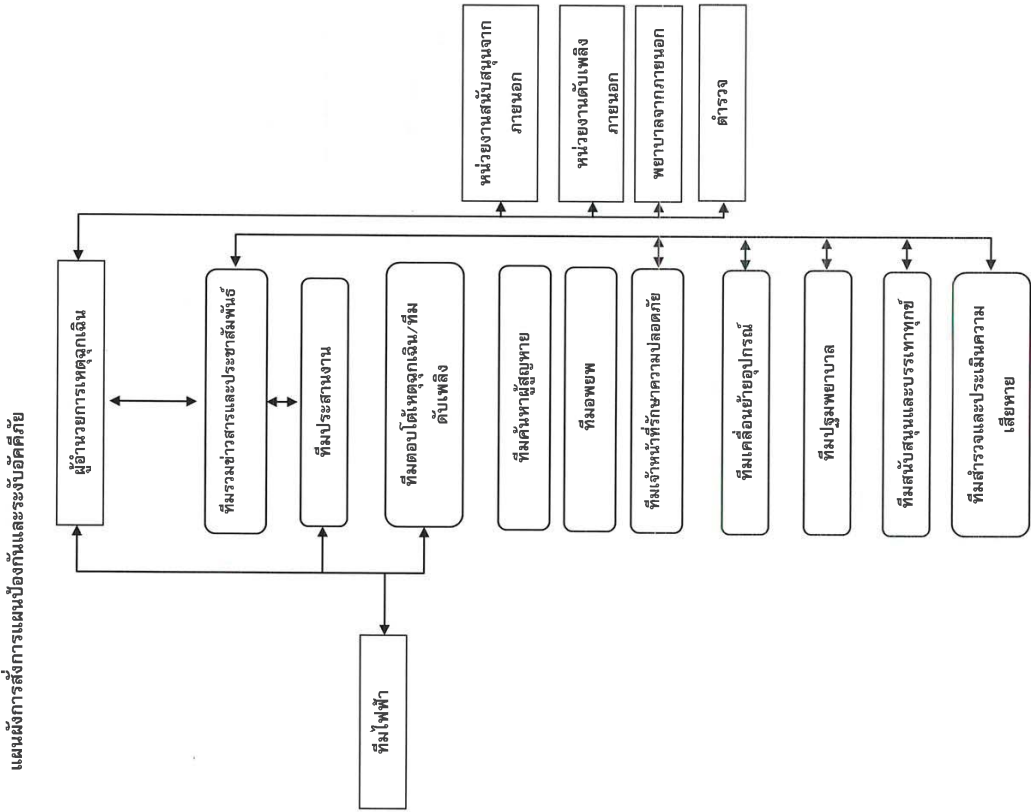 แผนผังการสั่งการแผนป้องกันและระงับอัคคีภัย
ผู้อำนวยการเหตุฉุกเฉิน
ทีมรวมข่าวสารและประชาสัมพันธ์
ทีมประสานงาน
ทีมตอบโต้เหตุฉุกเฉิน/ทีม
ดับเพลิง
ทีมค้นหาผู้สูญหาย
ทีมอพยพ
ทีมเจ้าหน้าที่รักษาความปลอดภัย
ทีมเคลื่อนย้ายอุปกรณ์
ทีมปฐมพยาบาล
ทีมสนับสนุนและบรรเทาทุกข์
ทีมสำรวจและประเมินความ
เสียหาย
ทีมไฟฟ้า
หน่วยงานสนับสนุนจาก
ภายนอก
หน่วยงานดับเพลิง
ภายนอก
พยาบาลจากภายนอก
ตำรวจ